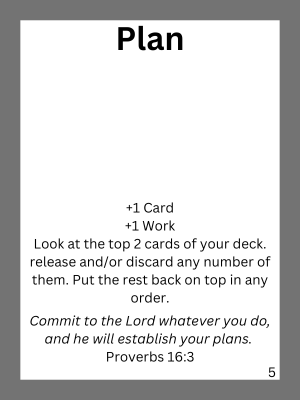 Plan
+1 Card
+1 Work
Look at the top 2 cards of your deck.
release and/or discard any number of
them. Put the rest back on top in any
order.
Commit to the Lord whatever you do,
and he will establish your plans.
Proverbs 16:3
5